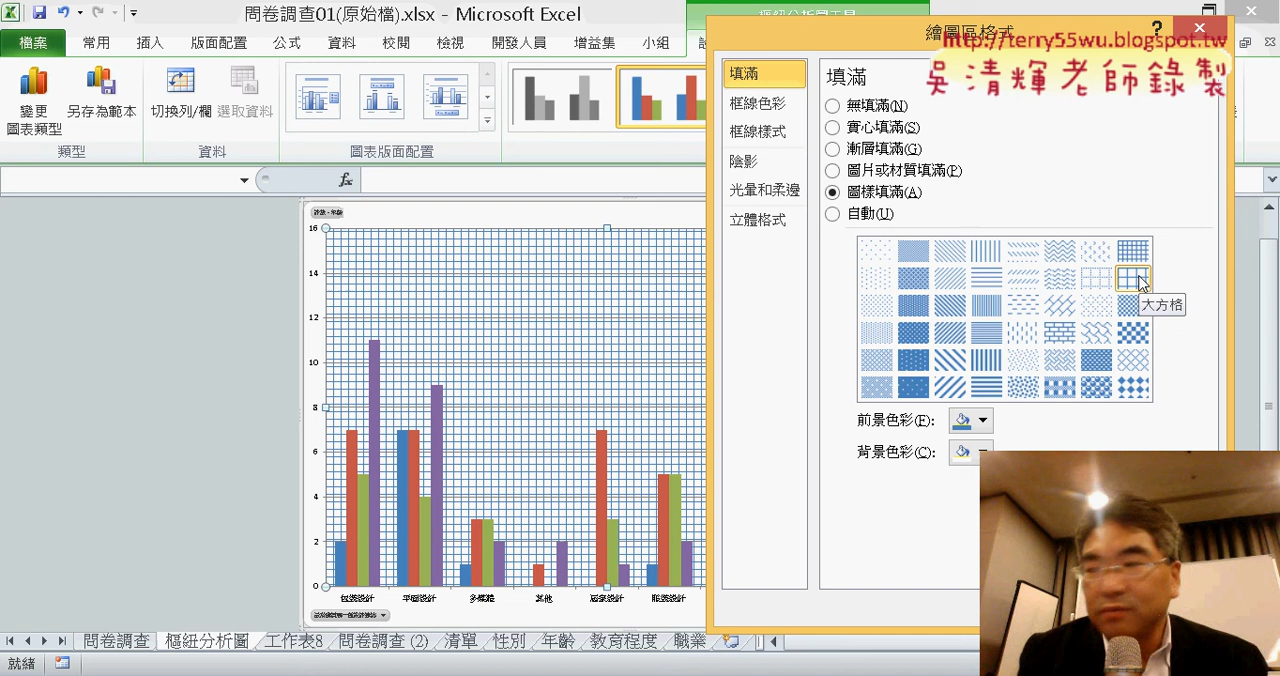 問卷調查01(原始檔).xlsx - Microsoft Excel
繪圖區格式
http://terry55wu.blogspot.tw
吳清輝老師錄製
檔案 常用 插入 版面配置 公式 資料 校閱 檢視 開發人員 增益集 小組
變更
圖表類型
另存為範本
切換列/欄
選取資料
類型
資料
圖表版面配置
fx
填滿
框線色彩
框線樣式
陰影
光暈和柔邊
立體格式
填滿
無填滿(N)
實心填滿(S)
漸層填滿(G)
圖片或材質填滿(P)
圖樣填滿(A)
自動(U)
大方格
前景色彩(F):
背景色彩(C):
16
14
12
10
8
6
4
2
0
包裝設計 平面設計 多媒體 其他
問卷調查 樞紐分析圖 工作表8 問卷調查 (2) 清單 性別 年齡 教育程度 職業
就緒